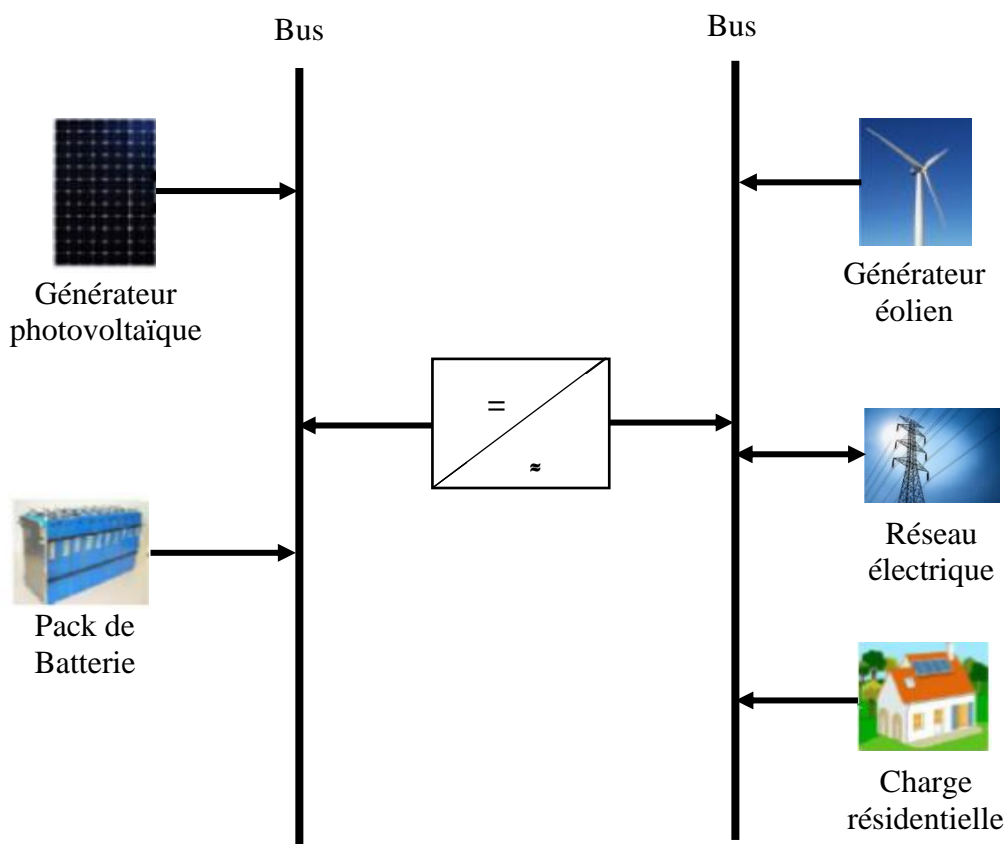 Bus
Bus
Générateur
photovoltaïque
Générateur
éolien
=
≈
Réseau
électrique
Pack de
Batterie
Charge
résidentielle